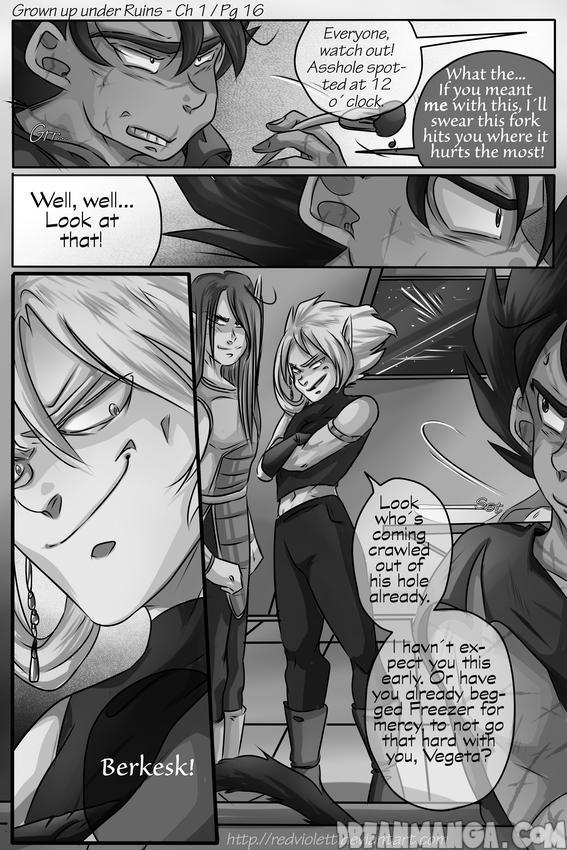 Grown up under Ruins - Ch 1 / Pg 16
Everyone,
watch out!
Asshole spot-
ted at 12
o´clock.
What the...
If you meant
me with this, I´ll
swear this fork
hits you where it
hurts the most!
Grr...
Well, well...
Look at
that!
Look
who´s
coming
crawled
out of
his hole
already.
Set
I havn´t ex-
pect you this
early. Or have
you already beg-
ged Freezer for
mercy, to not go
that hard with
you, Vegeta?
Berkesk!
http://redviolett.deviantart.com
DREAMMANGA.COM